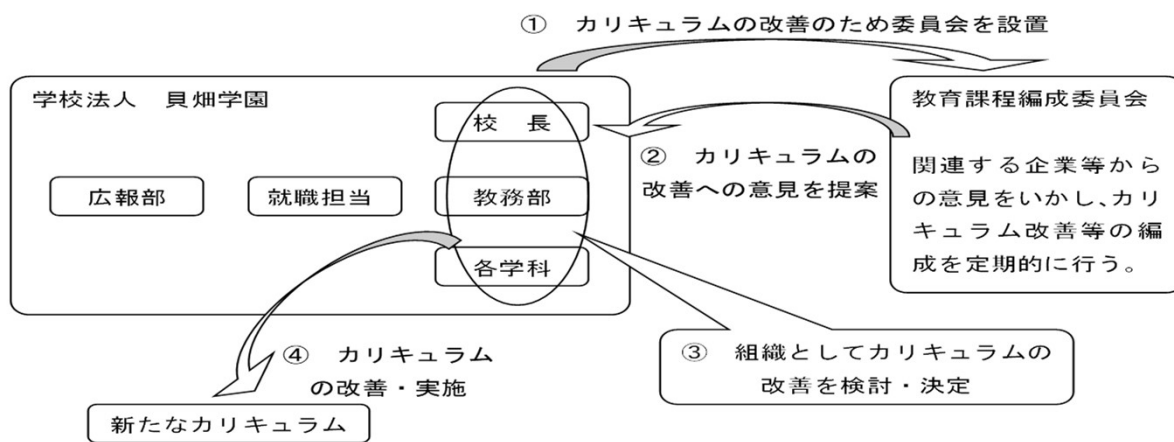 ① カリキュラムの改善のため委員会を設置
学校法人 貝畑学園
校 長
広報部
就職担当
教務部
各学科
教育課程編成委員会
関連する企業等から
の意見をいかし、カリ
キュラム改善等の編
成を定期的に行う。
② カリキュラムの
改善への意見を提案
③ 組織としてカリキュラムの
改善を検討・決定
④ カリキュラム
の改善・実施
新たなカリキュラム